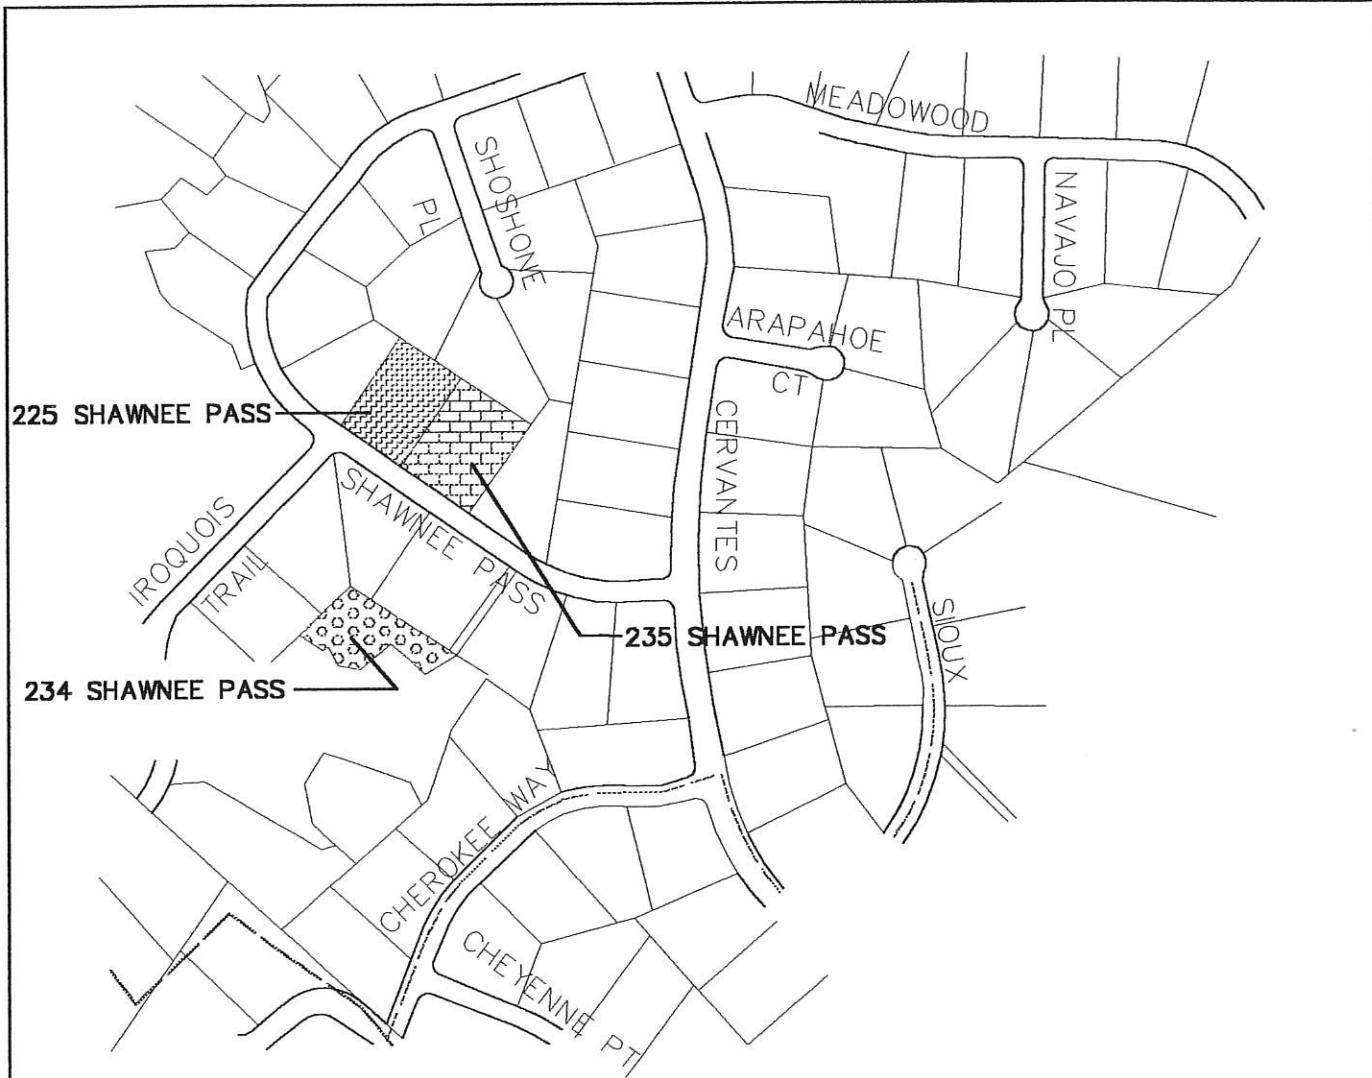 MEADOWOOD
SHOSHONE
PL
NAVAJO
PL
ARAPAHOE
CT
225 SHAWNEE PASS
CERVANTES
SHAWNEE PASS
IROQUOIS
TRAIL
235 SHAWNEE PASS
SIOUX
234 SHAWNEE PASS
CHEROKEE WAY
CHEYENNE PT